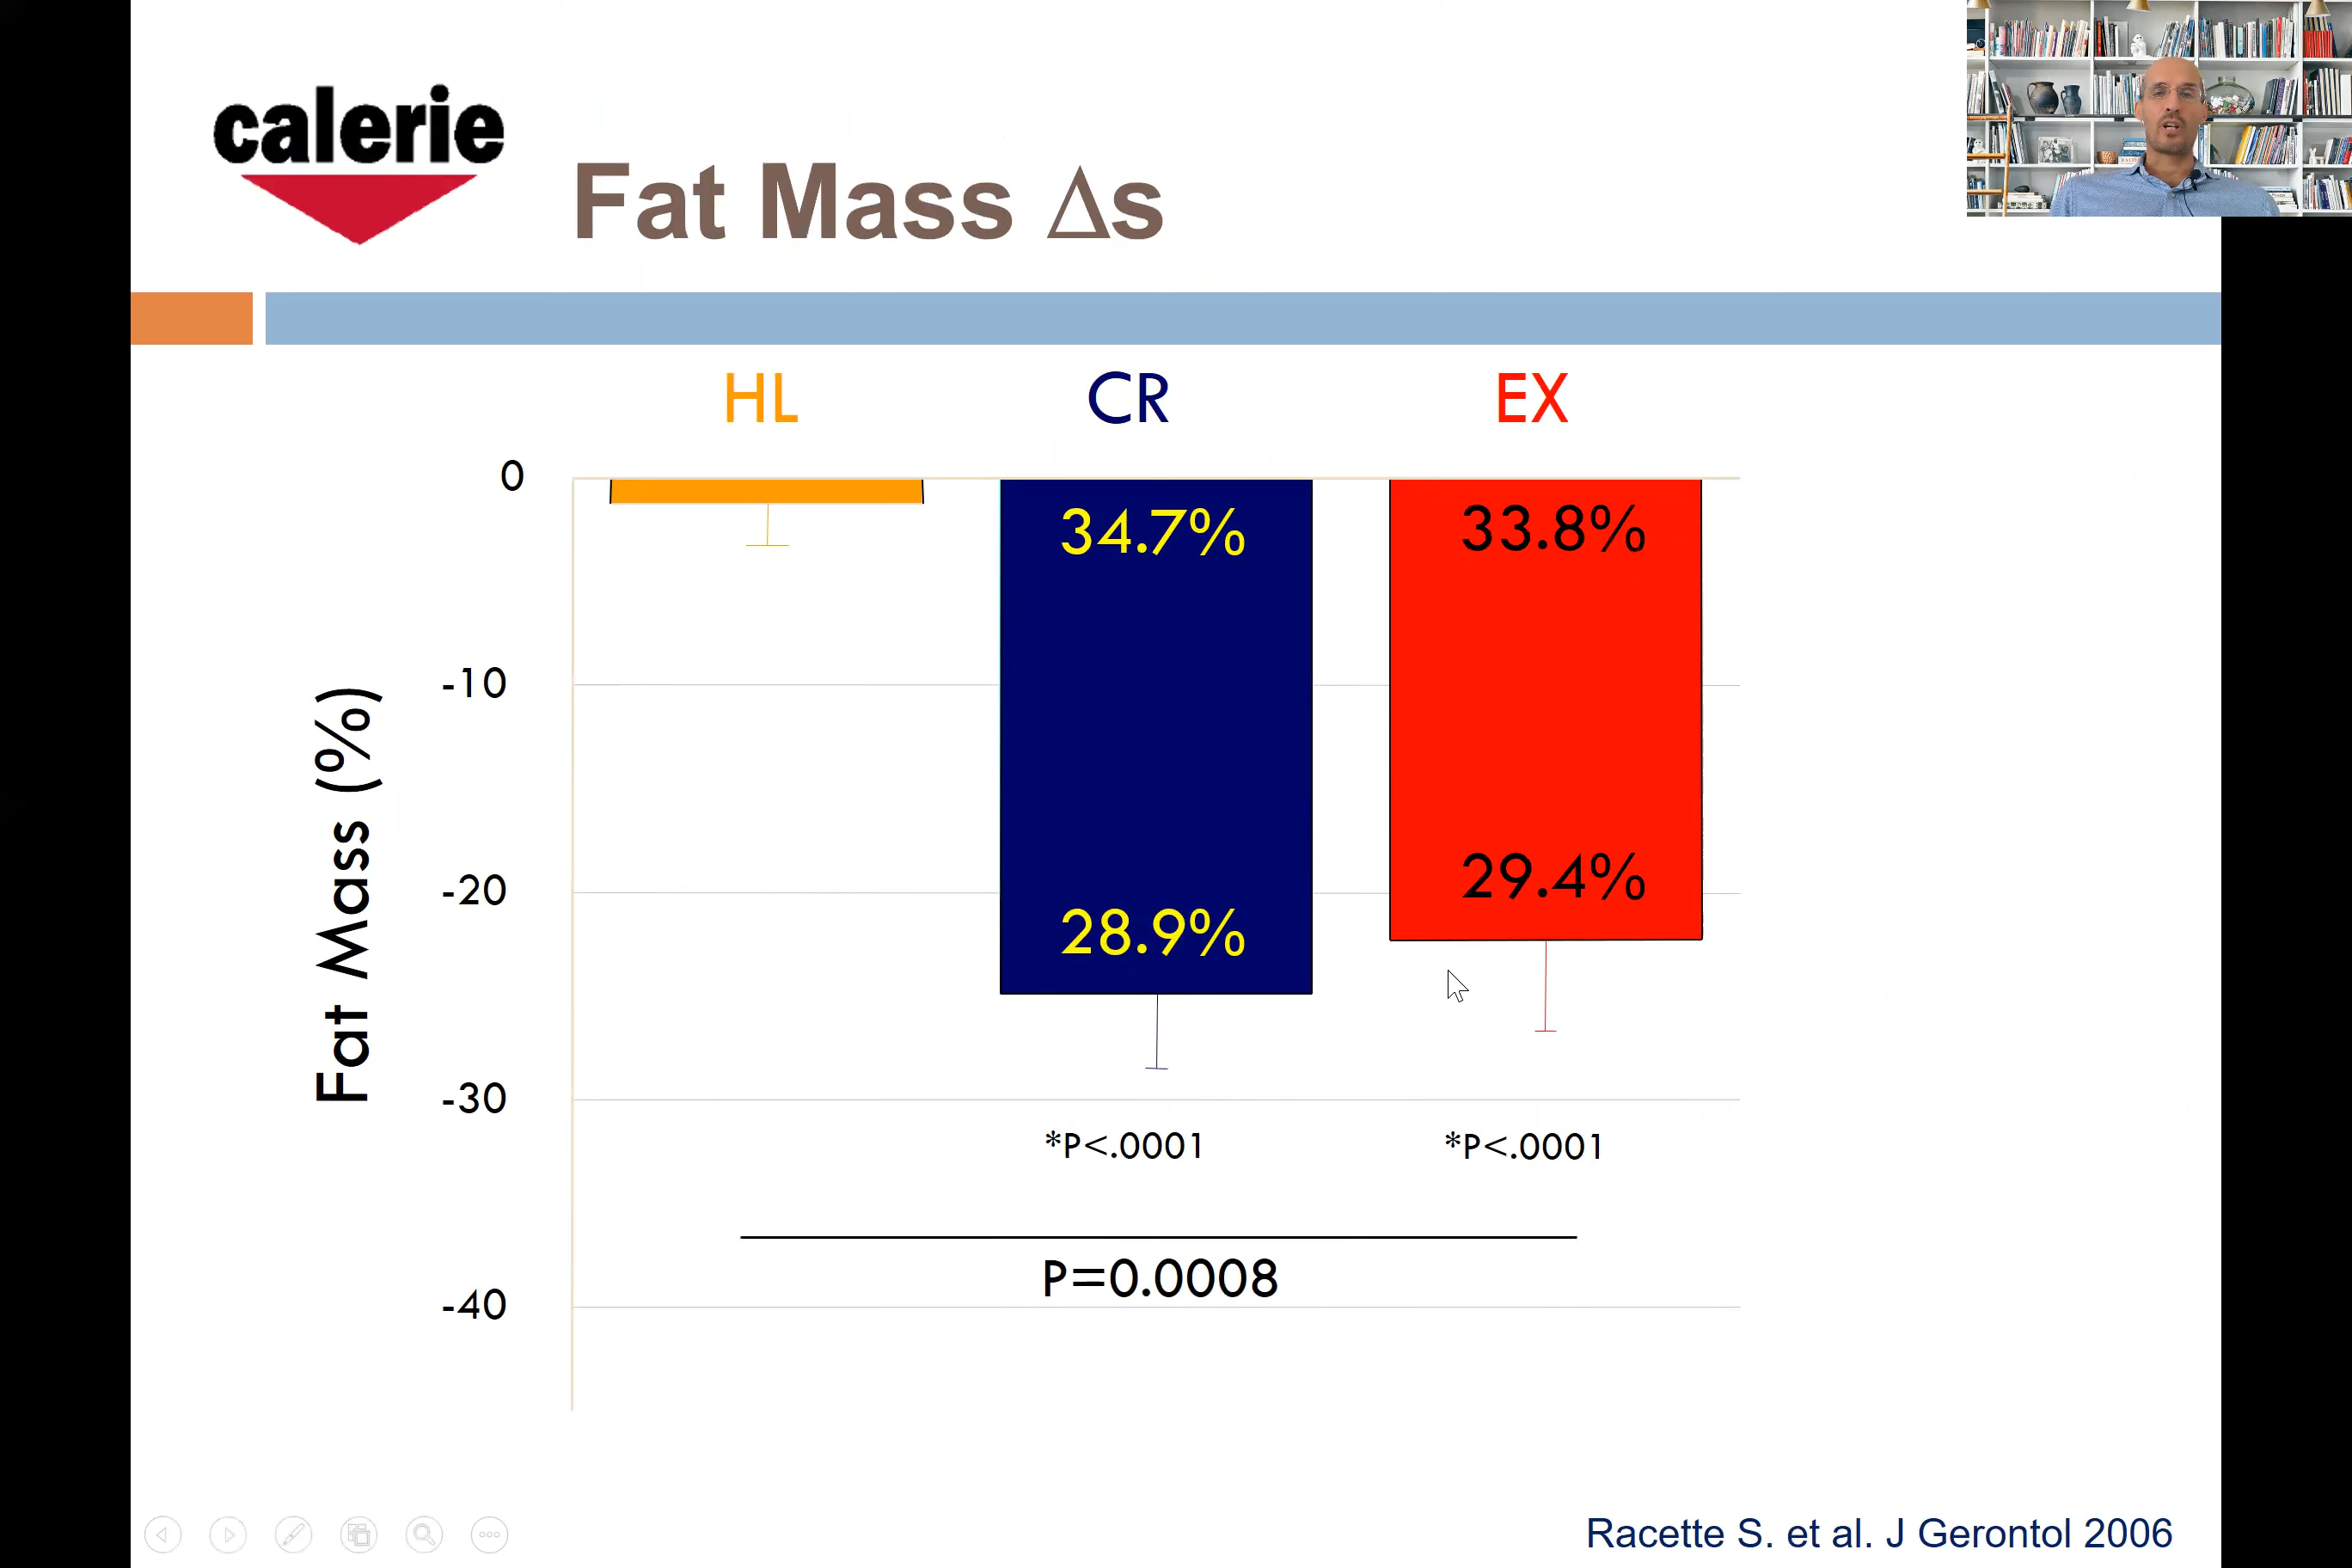 calerie
Fat Mass Δs
HL CR EX
0
34.7% 33.8%
-10
Fat Mass (%)
-20
29.4%
28.9%
-30
*P<.0001 *P<.0001
P=0.0008
-40
Racette S. et al. J Gerontol 2006